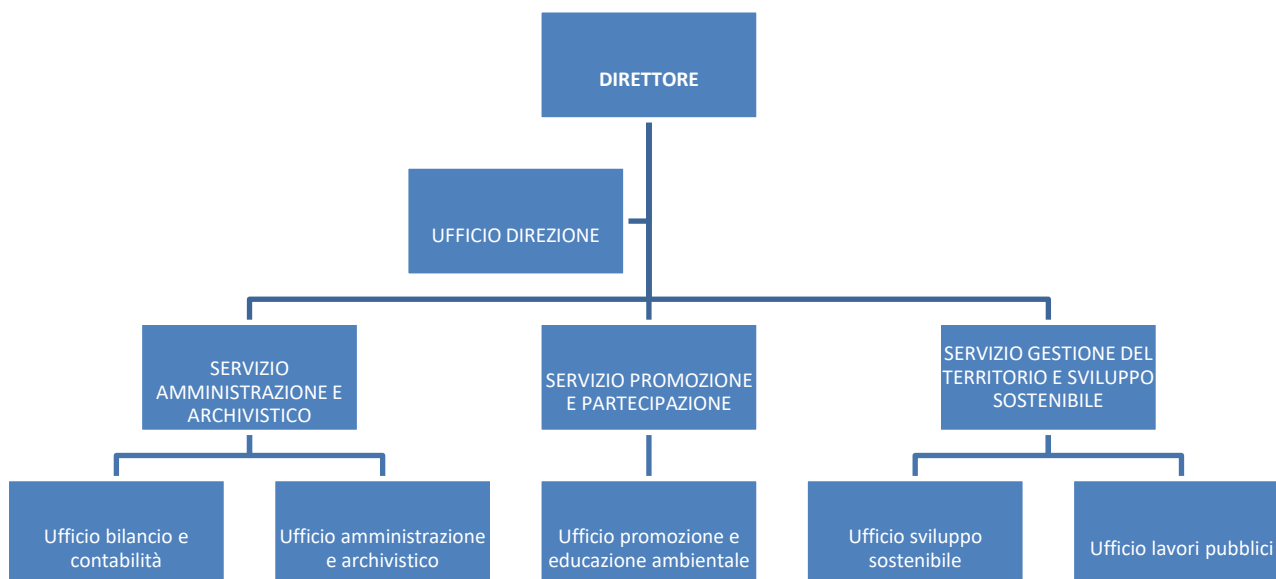 DIRETTORE
UFFICIO DIREZIONE
SERVIZIO
AMMINISTRAZIONE E
ARCHIVISTICO
SERVIZIO PROMOZIONE
E PARTECIPAZIONE
SERVIZIO GESTIONE DEL
TERRITORIO E SVILUPPO
SOSTENIBILE
Ufficio bilancio e
contabilità
Ufficio amministrazione
e archivistico
Ufficio promozione e
educazione ambientale
Ufficio sviluppo
sostenibile
Ufficio lavori pubblici